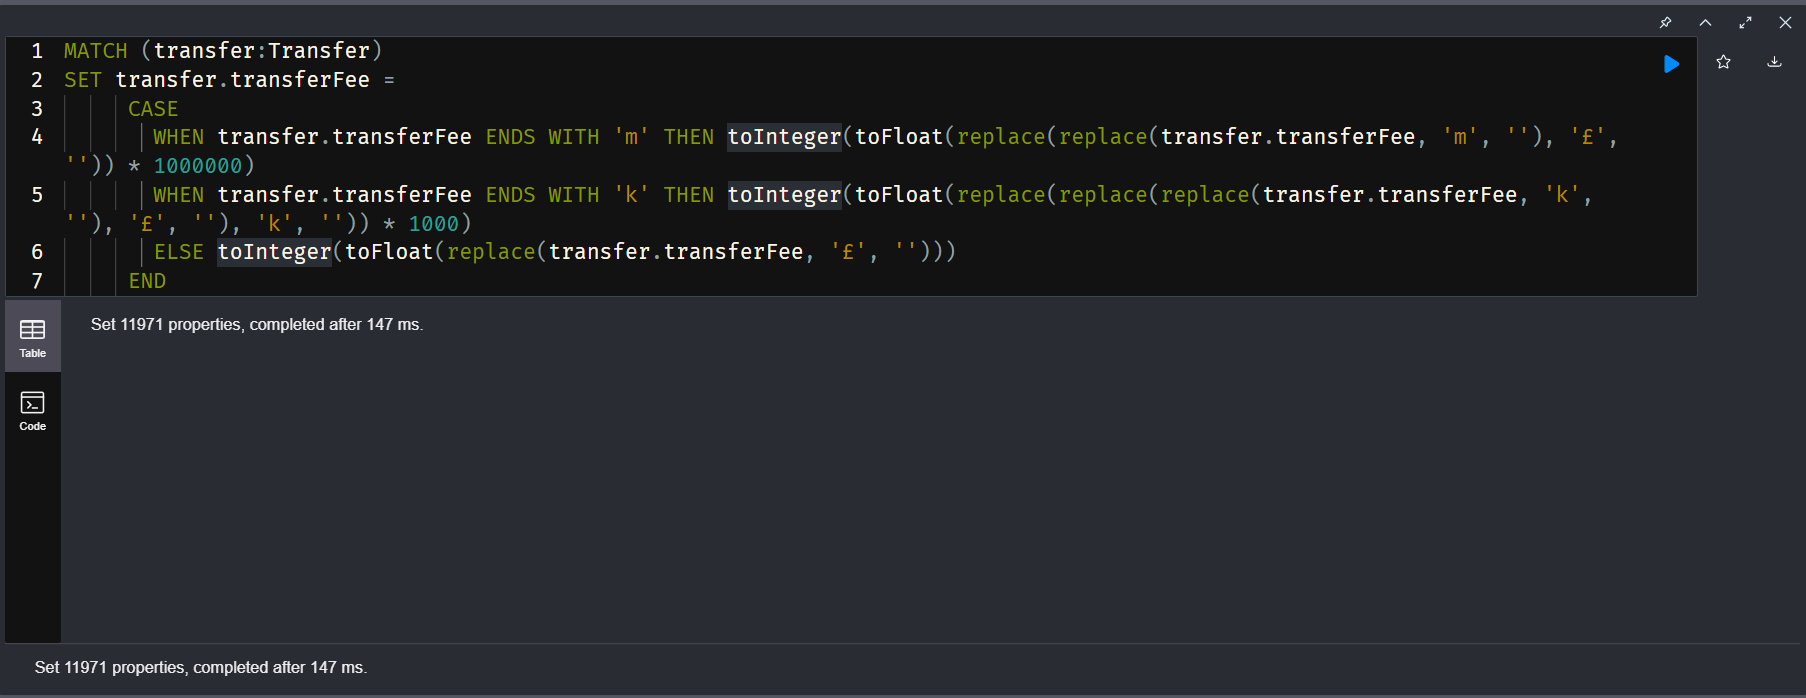 1 MATCH (transfer:Transfer)
2 SET transfer.transferFee =
3 CASE
4 WHEN transfer.transferFee ENDS WITH 'm' THEN toInteger(toFloat(replace(replace(transfer.transferFee, 'm', ''), '£',
'')) * 1000000)
5 WHEN transfer.transferFee ENDS WITH 'k' THEN toInteger(toFloat(replace(replace(replace(transfer.transferFee, 'k',
''), '£', ''), 'k', '')) * 1000)
6 ELSE toInteger(toFloat(replace(transfer.transferFee, '£', '')))
7 END
Set 11971 properties, completed after 147 ms.
Table
Code
Set 11971 properties, completed after 147 ms.